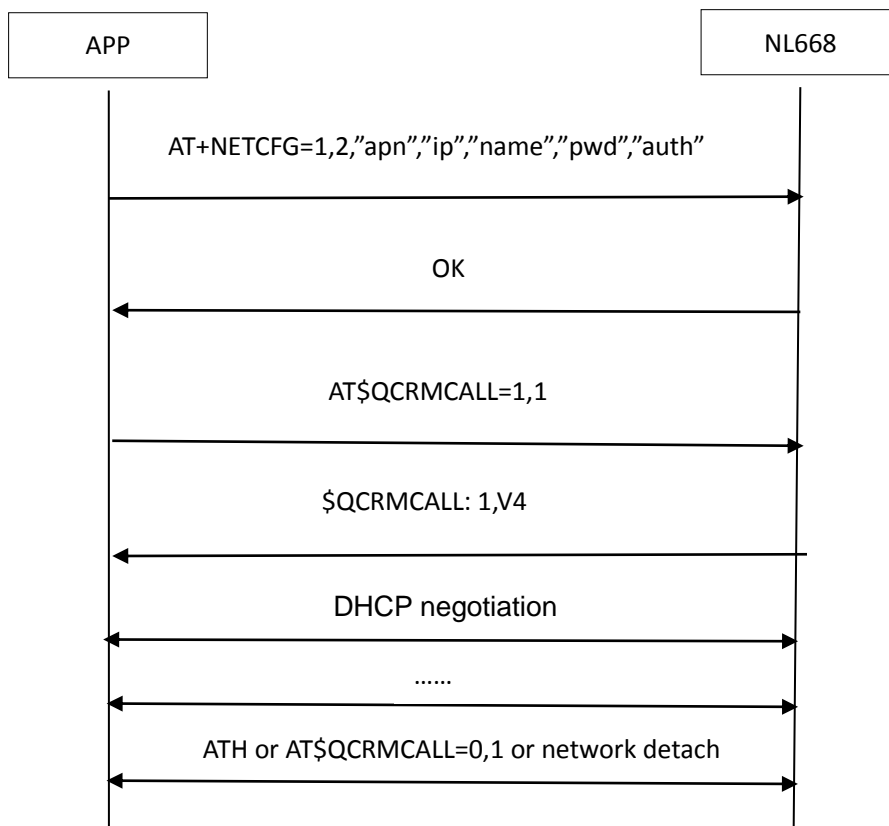 APP
NL668
AT+NETCFG=1,2,”apn”,”ip”,”name”,”pwd”,”auth”
OK
AT$QCRMCALL=1,1
$QCRMCALL: 1,V4
DHCP negotiation
……
ATH or AT$QCRMCALL=0,1 or network detach